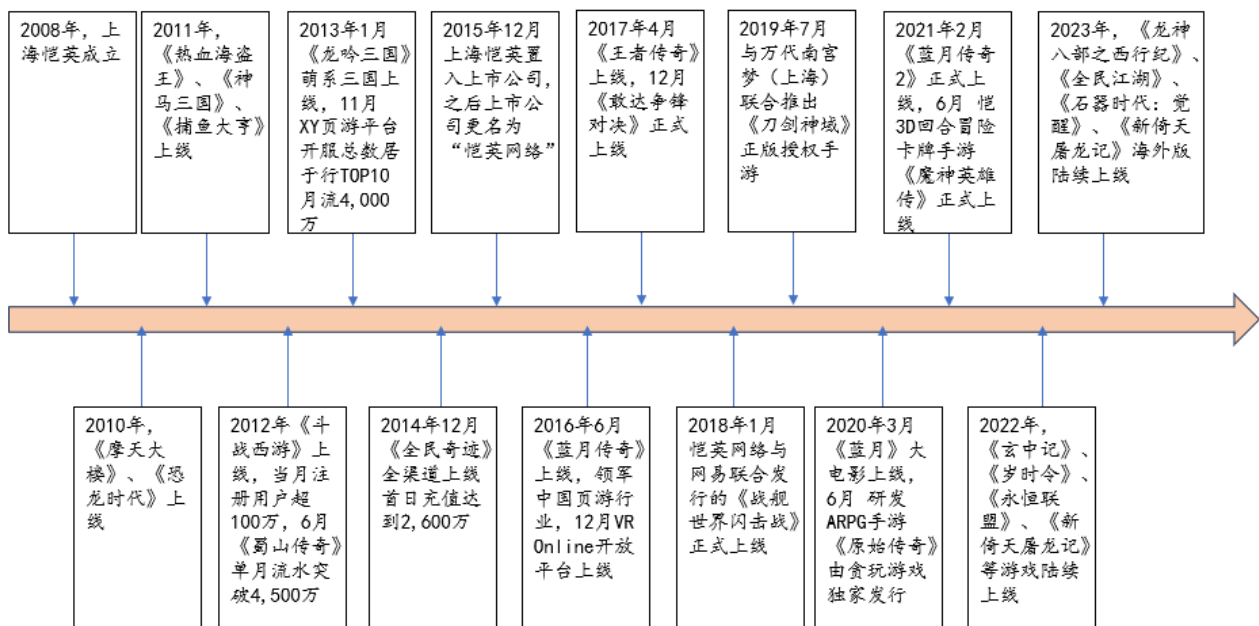 2008年，上
海恺英成立
2011年，
《热血海盗
王》、《神
马三国》、
《捕鱼大亨》
上线
2013年1月
《龙吟三国》
萌系三国上
线，11月
XY页游平台
开服总数居
于行TOP10
月流4,000
万
2015年12月
上海恺英置
入上市公司，
之后上市公
司更名为
“恺英网络”
2017年4月
《王者传奇》
上线，12月
《敢达争锋
对决》正式
上线
2019年7月
与万代南宫
梦（上海）
联合推出
《刀剑神域》
正版授权手
游
2021年2月
《蓝月传奇
2》正式上
线，6月 恺
3D回合冒险
卡牌手游
《魔神英雄
传》正式上
线
2023年，《龙神
八部之西行纪》、
《全民江湖》、
《石器时代：觉
醒》、《新倚天
屠龙记》海外版
陆续上线
2010年，
《摩天大
楼》、《恐
龙时代》上
线
2012年《斗
战西游》上
线，当月注
册用户超
100万，6月
《蜀山传奇》
单月流水突
破4,500万
2014年12月
《全民奇迹》
全渠道上线
首日充值达
到2,600万
2016年6月
《蓝月传奇》
上线，领军
中国页游行
业，12月VR
Online开放
平台上线
2018年1月
恺英网络与
网易联合发
行的《战舰
世界闪击战》
正式上线
2020年3月
《蓝月》大
电影上线，
6月 研发
ARPG手游
《原始传奇》
由贪玩游戏
独家发行
2022年，
《玄中记》、
《岁时令》、
《永恒联
盟》、《新
倚天屠龙记》
等游戏陆续
上线